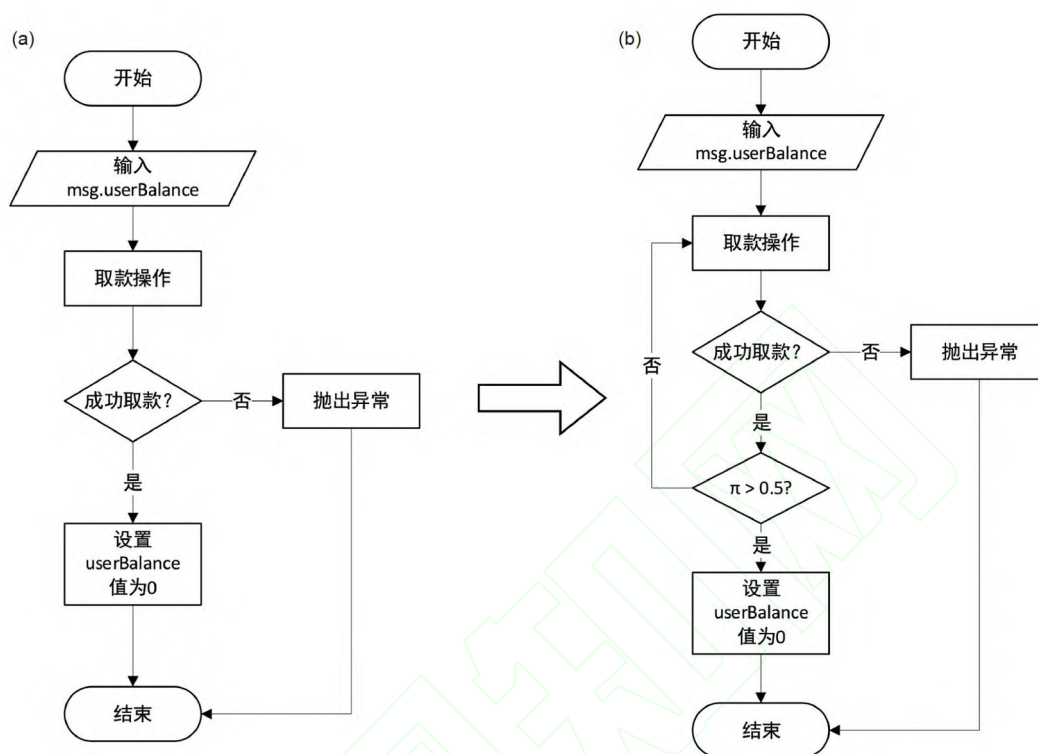 (a)
开始
输入
msg.userBalance
取款操作
成功取款？
否
抛出异常
是
设置
userBalance
值为0
结束
(b)
开始
输入
msg.userBalance
取款操作
成功取款？
否
抛出异常
否
是
π > 0.5?
是
设置
userBalance
值为0
结束